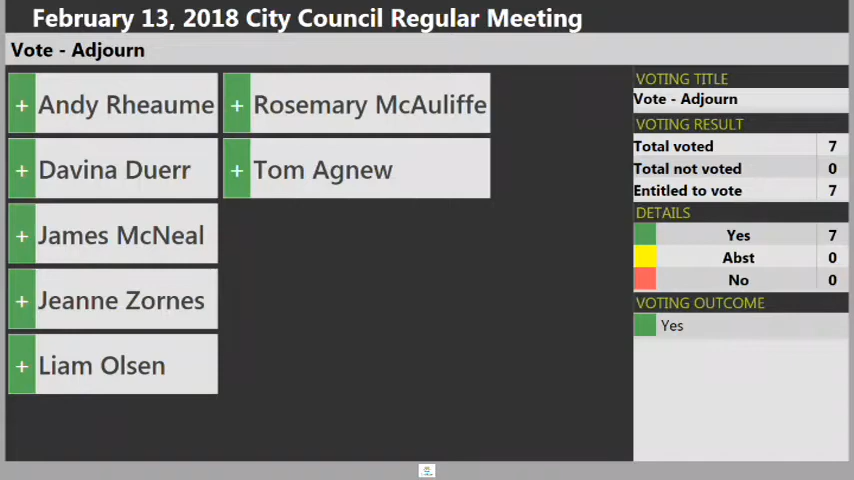 February 13, 2018 City Council Regular Meeting
Vote - Adjourn
+ Andy Rheaume
+ Davina Duerr
+ James McNeal
+ Jeanne Zornes
+ Liam Olsen
+ Rosemary McAuliffe
+ Tom Agnew
VOTING TITLE
Vote - Adjourn
VOTING RESULT
Total voted 7
Total not voted 0
Entitled to vote 7
DETAILS
Yes 7
Abst 0
No 0
VOTING OUTCOME
Yes